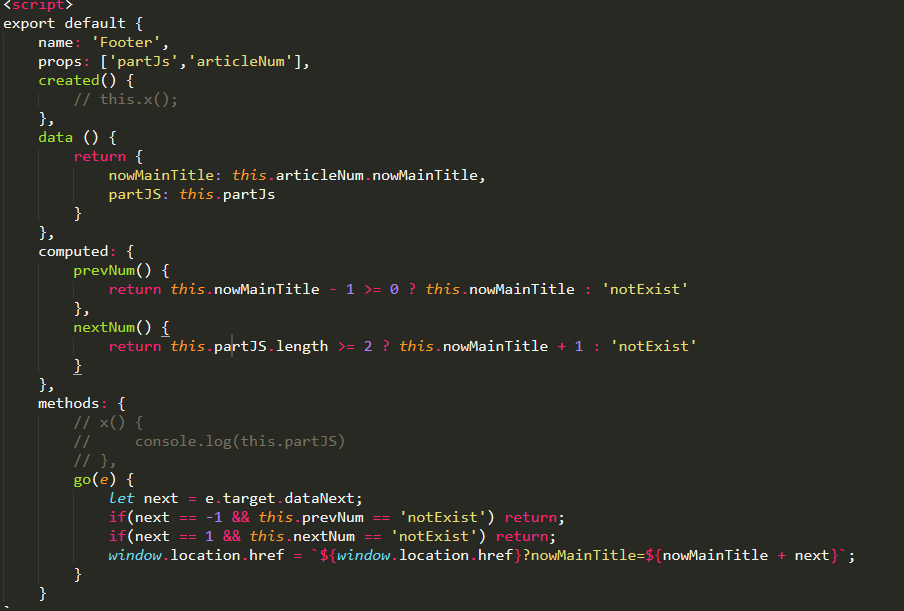 <script>
export default {
    name: 'Footer',
    props: ['partJs','articleNum'],
    created() {
        // this.x();
    },
    data () {
        return {
            nowMainTitle: this.articleNum.nowMainTitle,
            partJS: this.partJs
        }
    },
    computed: {
        prevNum() {
            return this.nowMainTitle - 1 >= 0 ? this.nowMainTitle : 'notExist'
        },
        nextNum() {
            return this.partJS.length >= 2 ? this.nowMainTitle + 1 : 'notExist'
        }
    },
    methods: {
        // x() {
        //     console.log(this.partJS)
        // },
        go(e) {
            let next = e.target.dataNext;
            if(next == -1 && this.prevNum == 'notExist') return;
            if(next == 1 && this.nextNum == 'notExist') return;
            window.location.href = `${window.location.href}?nowMainTitle=${nowMainTitle + next}`;
        }
    }